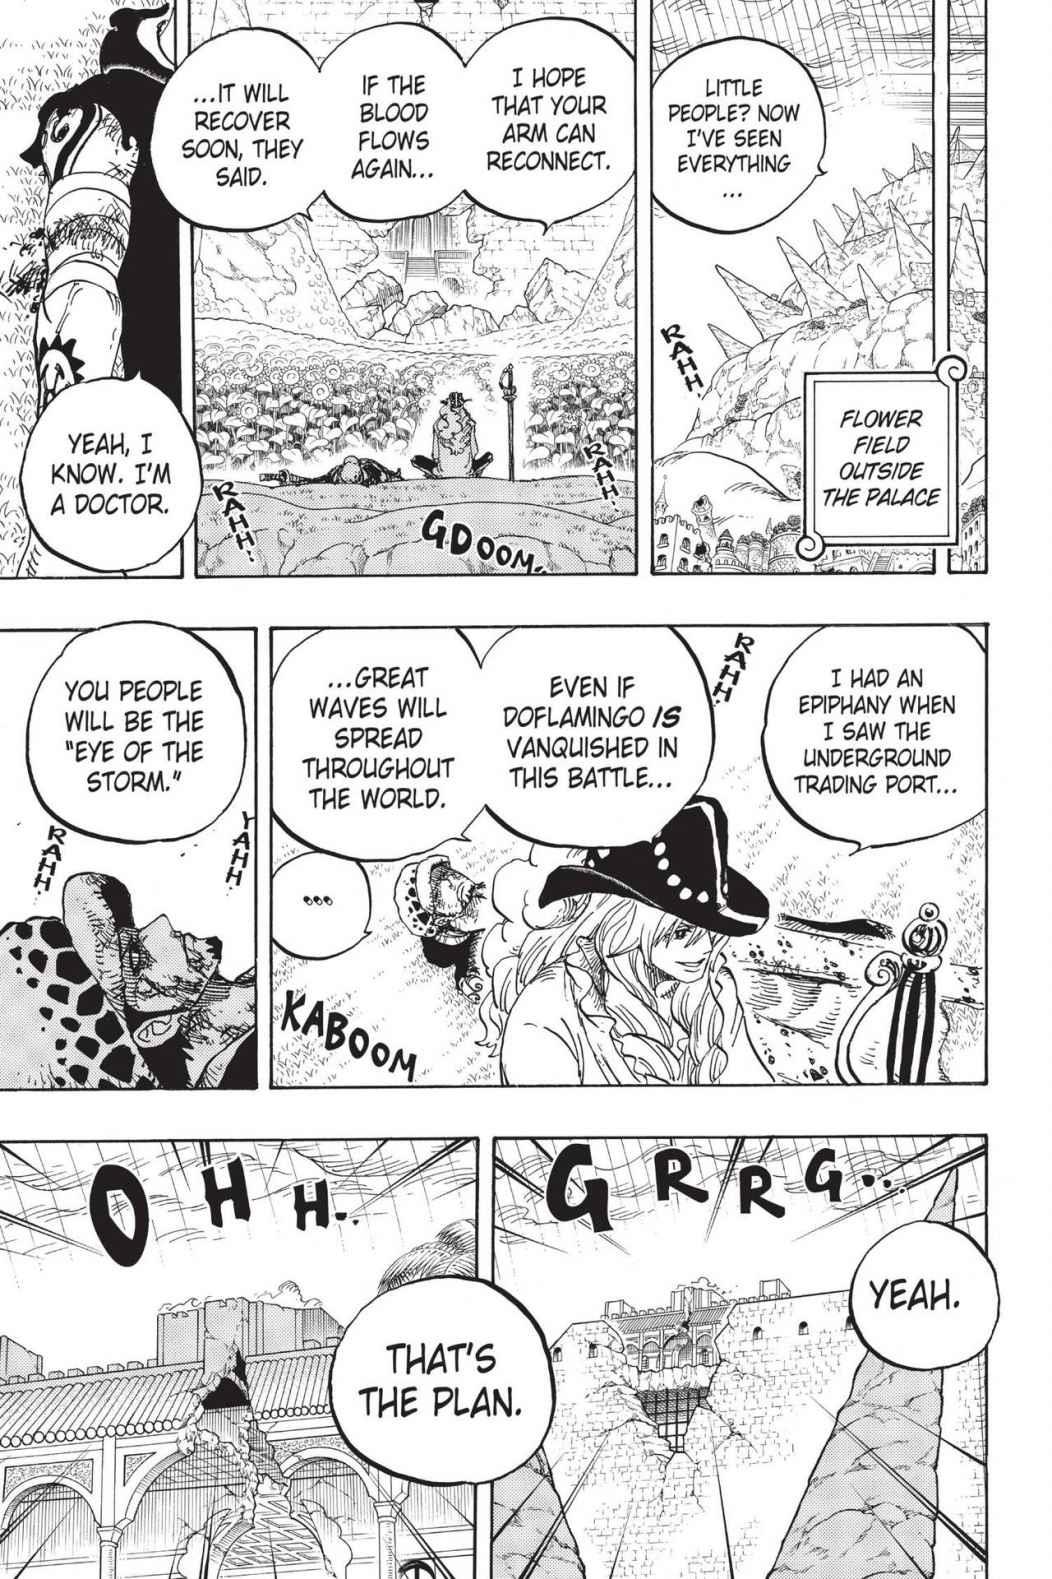 LITTLE
PEOPLE? NOW
I'VE SEEN
EVERYTHING
...
RAHH!
FLOWER
FIELD
OUTSIDE
THE PALACE
I HOPE
THAT YOUR
ARM CAN
RECONNECT.
IF THE
BLOOD
FLOWS
AGAIN...
...IT WILL
RECOVER
SOON, THEY
SAID.
RAHH!
RAHH!
GDOOM..
YEAH, I
KNOW. I'M
A DOCTOR.
I HAD AN
EPIPHANY WHEN
I SAW THE
UNDERGROUND
TRADING PORT...
RAHH!
EVEN IF
DOFLAMINGO IS
VANQUISHED IN
THIS BATTLE...
...GREAT
WAVES WILL
SPREAD
THROUGHOUT
THE WORLD.
...
KABOOM
YOU PEOPLE
WILL BE THE
"EYE OF THE
STORM."
YAHH!
RAHH
GRRG...
YEAH.
THAT'S
THE PLAN.
OHH..